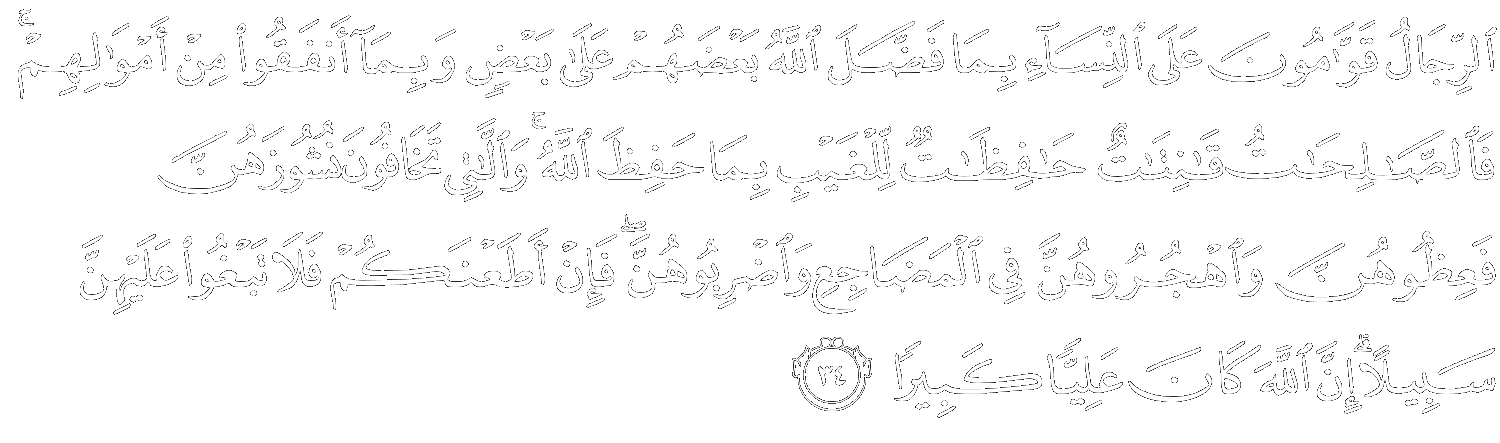 ٱلرِّجَالُ قَوَّٰمُونَ عَلَى ٱلنِّسَآءِ بِمَا فَضَّلَ ٱللَّهُ بَعْضَهُمْ عَلَىٰ بَعْضٍ وَبِمَآ أَنفَقُوا۟ مِنْ أَمْوَٰلِهِمْ ۚ
فَٱلصَّٰلِحَٰتُ قَٰنِتَٰتٌ حَٰفِظَٰتٌ لِّلْغَيْبِ بِمَا حَفِظَ ٱللَّهُ ۚ وَٱلَّٰتِى تَخَافُونَ نُشُوزَهُنَّ
فَعِظُوهُنَّ وَٱهْجُرُوهُنَّ فِى ٱلْمَضَاجِعِ وَٱضْرِبُوهُنَّ ۖ فَإِنْ أَطَعْنَكُمْ فَلَا تَبْغُوا۟ عَلَيْهِنَّ
سَبِيلًا ۗ إِنَّ ٱللَّهَ كَانَ عَلِيًّا كَبِيرًا ٣٤